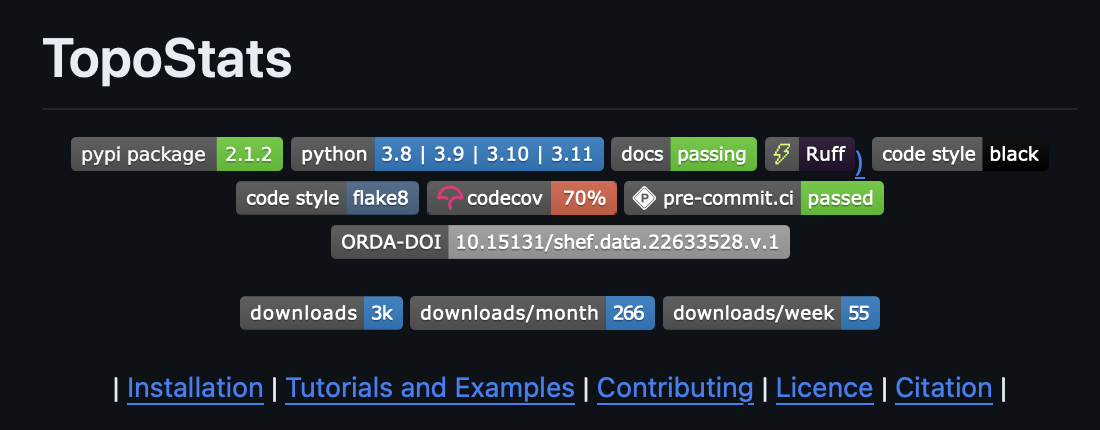 TopoStats
pypi package 2.1.2 python 3.8 | 3.9 | 3.10 | 3.11 docs passing Ruff ) code style black
code style flake8 codecov 70% pre-commit.ci passed
ORDA-DOI 10.15131/shef.data.22633528.v.1
downloads 3k downloads/month 266 downloads/week 55
| Installation | Tutorials and Examples | Contributing | Licence | Citation |